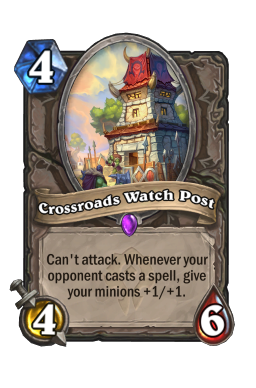 4
Crossroads Watch Post
Can't attack. Whenever your
opponent casts a spell, give
your minions +1/+1.
4
6